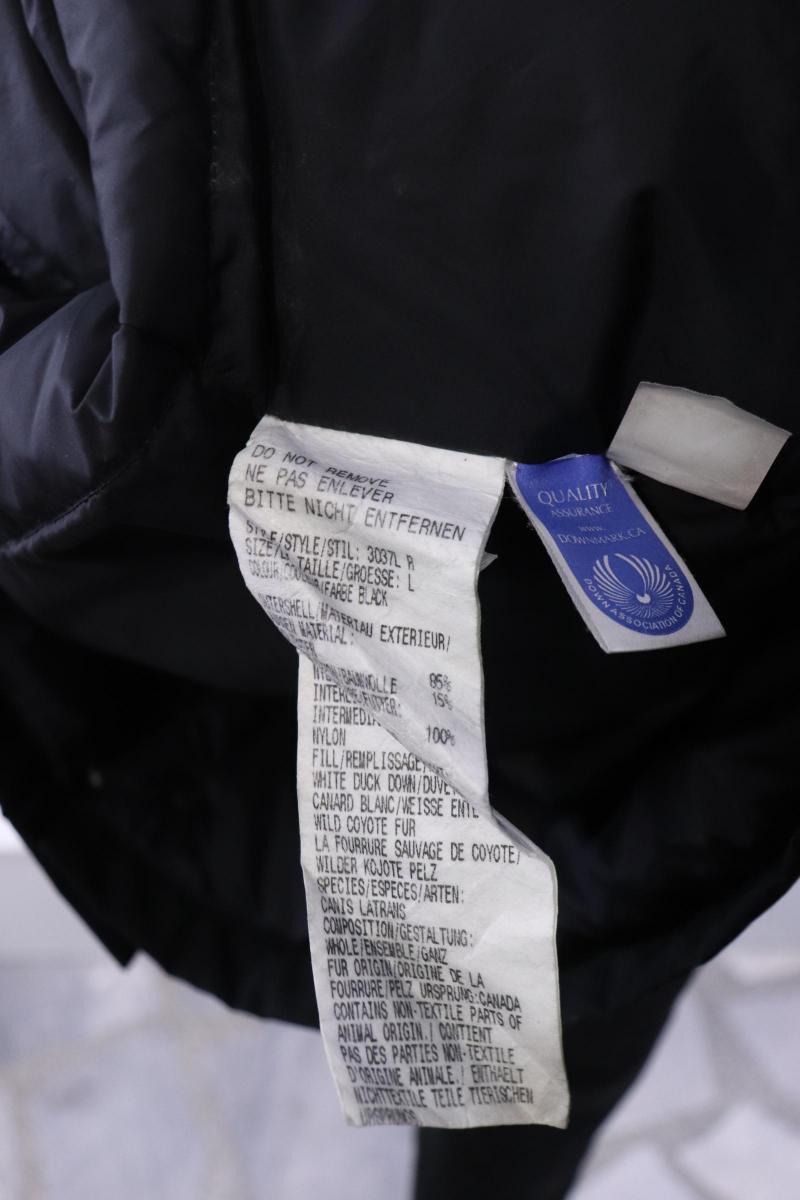 DO NOT REMOVE
NE PAS ENLEVER
BITTE NICHT ENTFERNEN
STYLE/STYLE/STIL: 3037L R
TAILLE/GROESSE: L
BLACK
MATERIAU EXTERIEUR/
MATERIAL:
85%
15%
NYLON 100%
FILL/REMPLISSAGE/
WHITE DUCK DOWN/
CANARD BLANC/WEISSE
WILD COYOTE FUR
LA FOURRURE SAUVAGE DE COYOTE/
WILDER KOJOTE PELZ
SPECIES/ESPECES/ARTEN:
CANIS LATRANS
COMPOSITION/GESTALTUNG:
WHOLE/ENSEMBLE/GANZ
FUR ORIGIN/ORIGINE DE LA
FOURRURE/PELZ URSPRUNG:CANADA
CONTAINS NON-TEXTILE PARTS OF
ANIMAL ORIGIN./ CONTIENT
PAS DES PARTIES NON-TEXTILE
D'ORIGINE ANIMALE./ ENTHAELT
NICHTTEXTILE TEILE TIERISCHEN
URSPRUNGS
QUALITY
ASSURANCE
www.
DOWNMARK.CA
DOWN ASSOCIATION OF CANADA